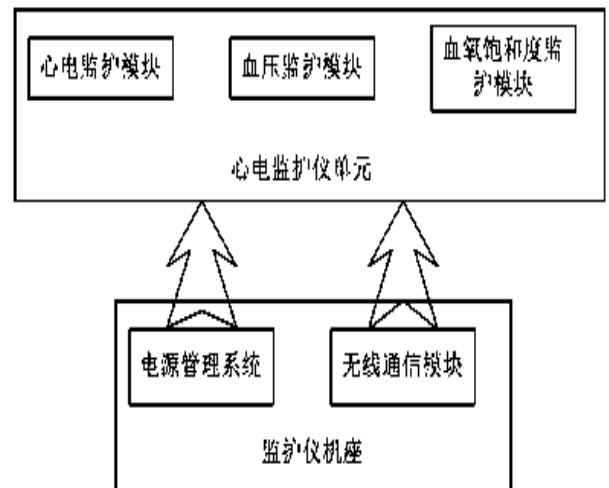 心电监护模块
血压监护模块
血氧饱和度监
护模块
心电监护仪单元
电源管理系统
无线通信模块
监护仪机座